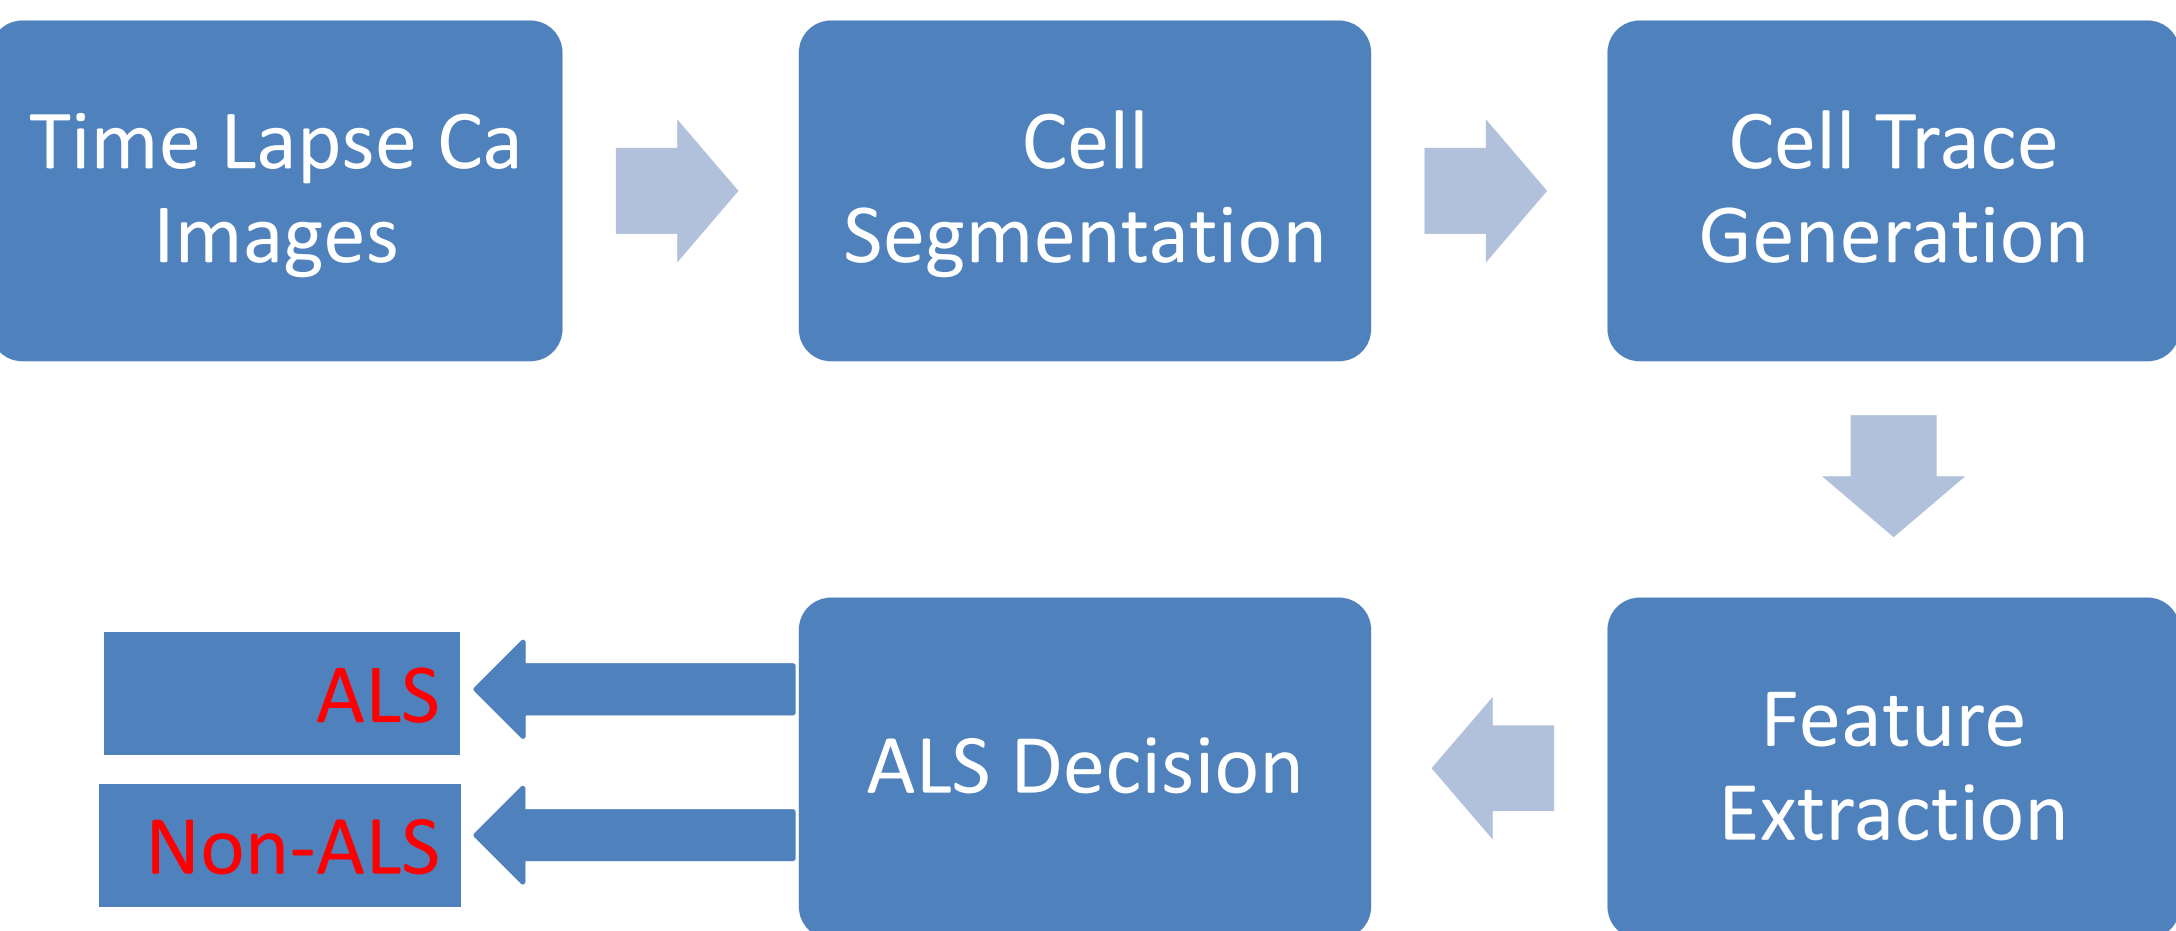 Time Lapse Ca
Images
Cell
Segmentation
Cell Trace
Generation
Feature
Extraction
ALS Decision
ALS
Non-ALS